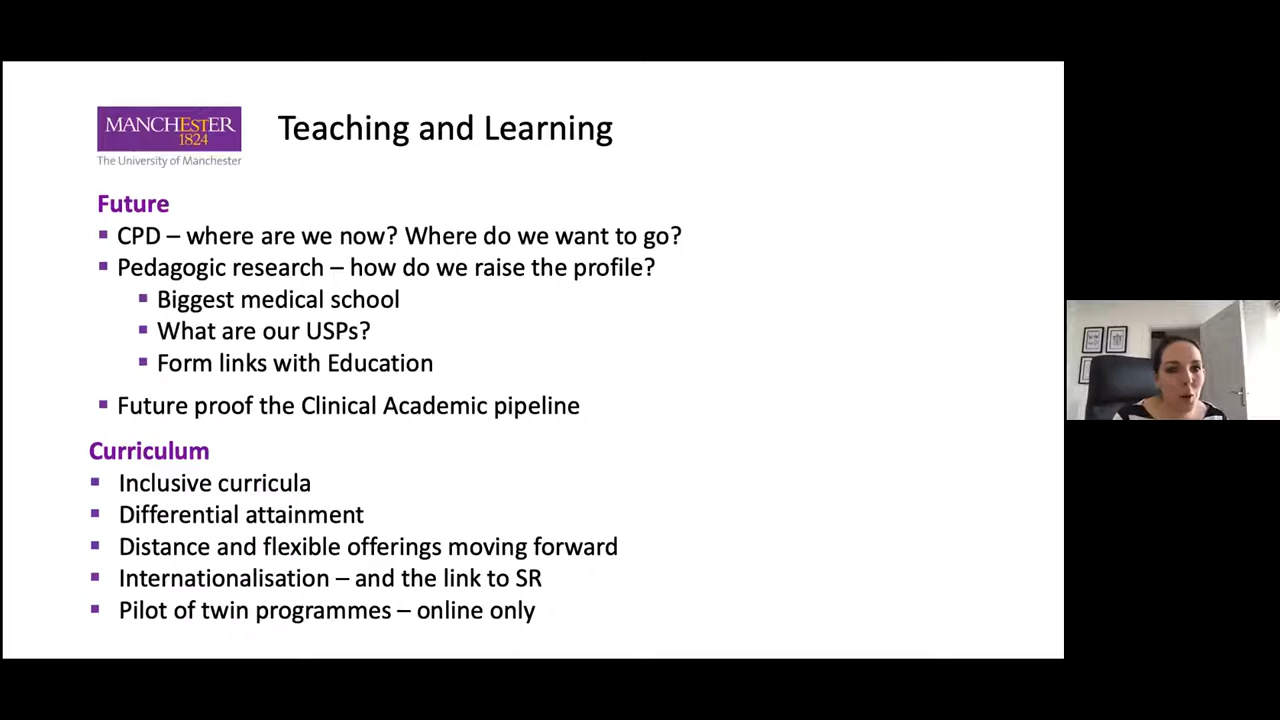 MANCHESTER
1824
The University of Manchester
Teaching and Learning
Future
▪ CPD – where are we now? Where do we want to go?
▪ Pedagogic research – how do we raise the profile?
▪ Biggest medical school
▪ What are our USPs?
▪ Form links with Education
▪ Future proof the Clinical Academic pipeline
Curriculum
▪ Inclusive curricula
▪ Differential attainment
▪ Distance and flexible offerings moving forward
▪ Internationalisation – and the link to SR
▪ Pilot of twin programmes – online only